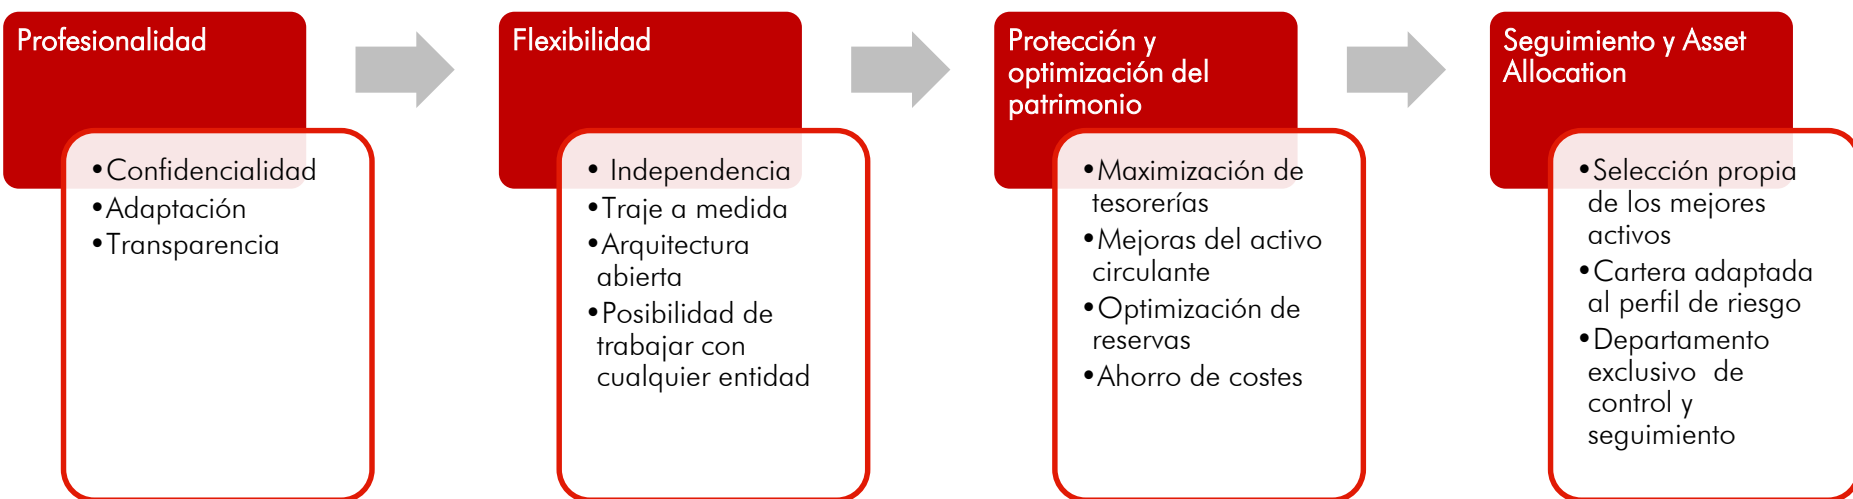 Profesionalidad
•Confidencialidad
•Adaptación
•Transparencia
Flexibilidad
• Independencia
•Traje a medida
•Arquitectura
abierta
•Posibilidad de
trabajar con
cualquier entidad
Protección y
optimización del
patrimonio
•Maximización de
tesorerías
•Mejoras del activo
circulante
•Optimización de
reservas
•Ahorro de costes
Seguimiento y Asset
Allocation
•Selección propia
de los mejores
activos
•Cartera adaptada
al perfil de riesgo
•Departamento
exclusivo  de
control y
seguimiento